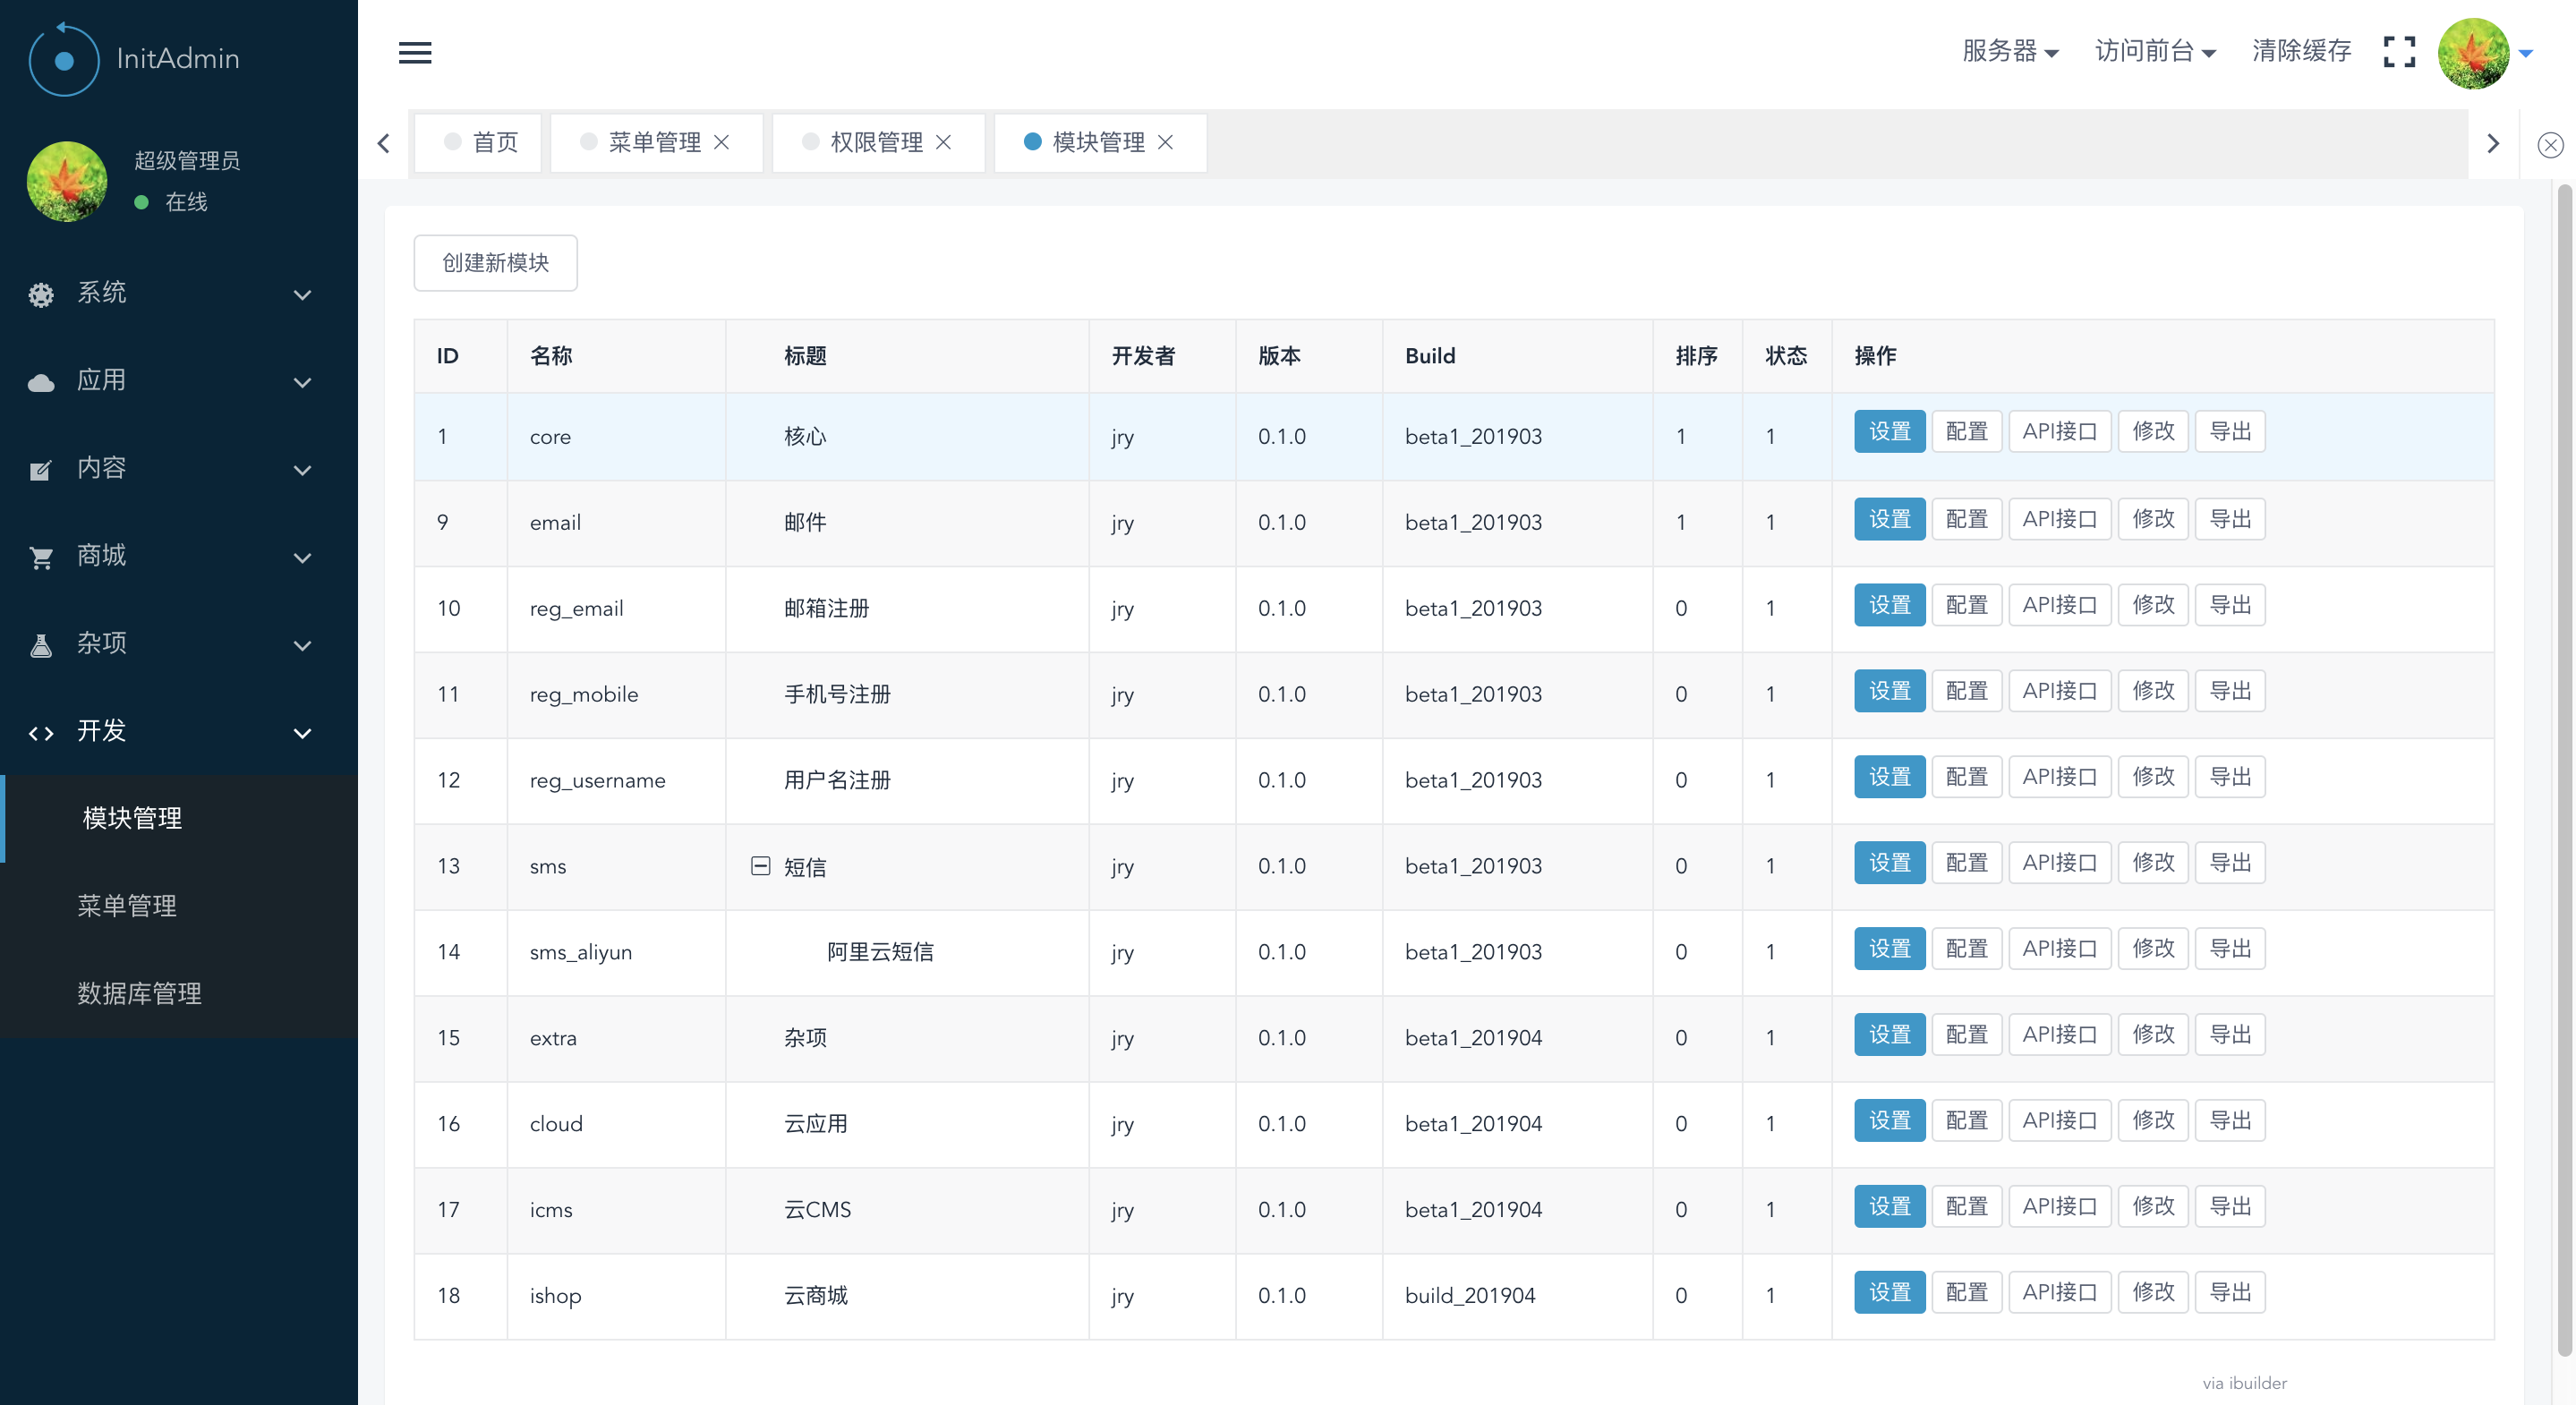 InitAdmin
超级管理员
在线
系统
应用
内容
商城
杂项
开发
模块管理
菜单管理
数据库管理
服务器 访问前台 清除缓存
首页 菜单管理 权限管理 模块管理
创建新模块
ID 名称 标题 开发者 版本 Build 排序 状态 操作
1 core 核心 jry 0.1.0 beta1_201903 1 1 设置 配置 API接口 修改 导出
9 email 邮件 jry 0.1.0 beta1_201903 1 1 设置 配置 API接口 修改 导出
10 reg_email 邮箱注册 jry 0.1.0 beta1_201903 0 1 设置 配置 API接口 修改 导出
11 reg_mobile 手机号注册 jry 0.1.0 beta1_201903 0 1 设置 配置 API接口 修改 导出
12 reg_username 用户名注册 jry 0.1.0 beta1_201903 0 1 设置 配置 API接口 修改 导出
13 sms 短信 jry 0.1.0 beta1_201903 0 1 设置 配置 API接口 修改 导出
14 sms_aliyun 阿里云短信 jry 0.1.0 beta1_201903 0 1 设置 配置 API接口 修改 导出
15 extra 杂项 jry 0.1.0 beta1_201904 0 1 设置 配置 API接口 修改 导出
16 cloud 云应用 jry 0.1.0 beta1_201904 0 1 设置 配置 API接口 修改 导出
17 icms 云CMS jry 0.1.0 beta1_201904 0 1 设置 配置 API接口 修改 导出
18 ishop 云商城 jry 0.1.0 build_201904 0 1 设置 配置 API接口 修改 导出
via ibuilder